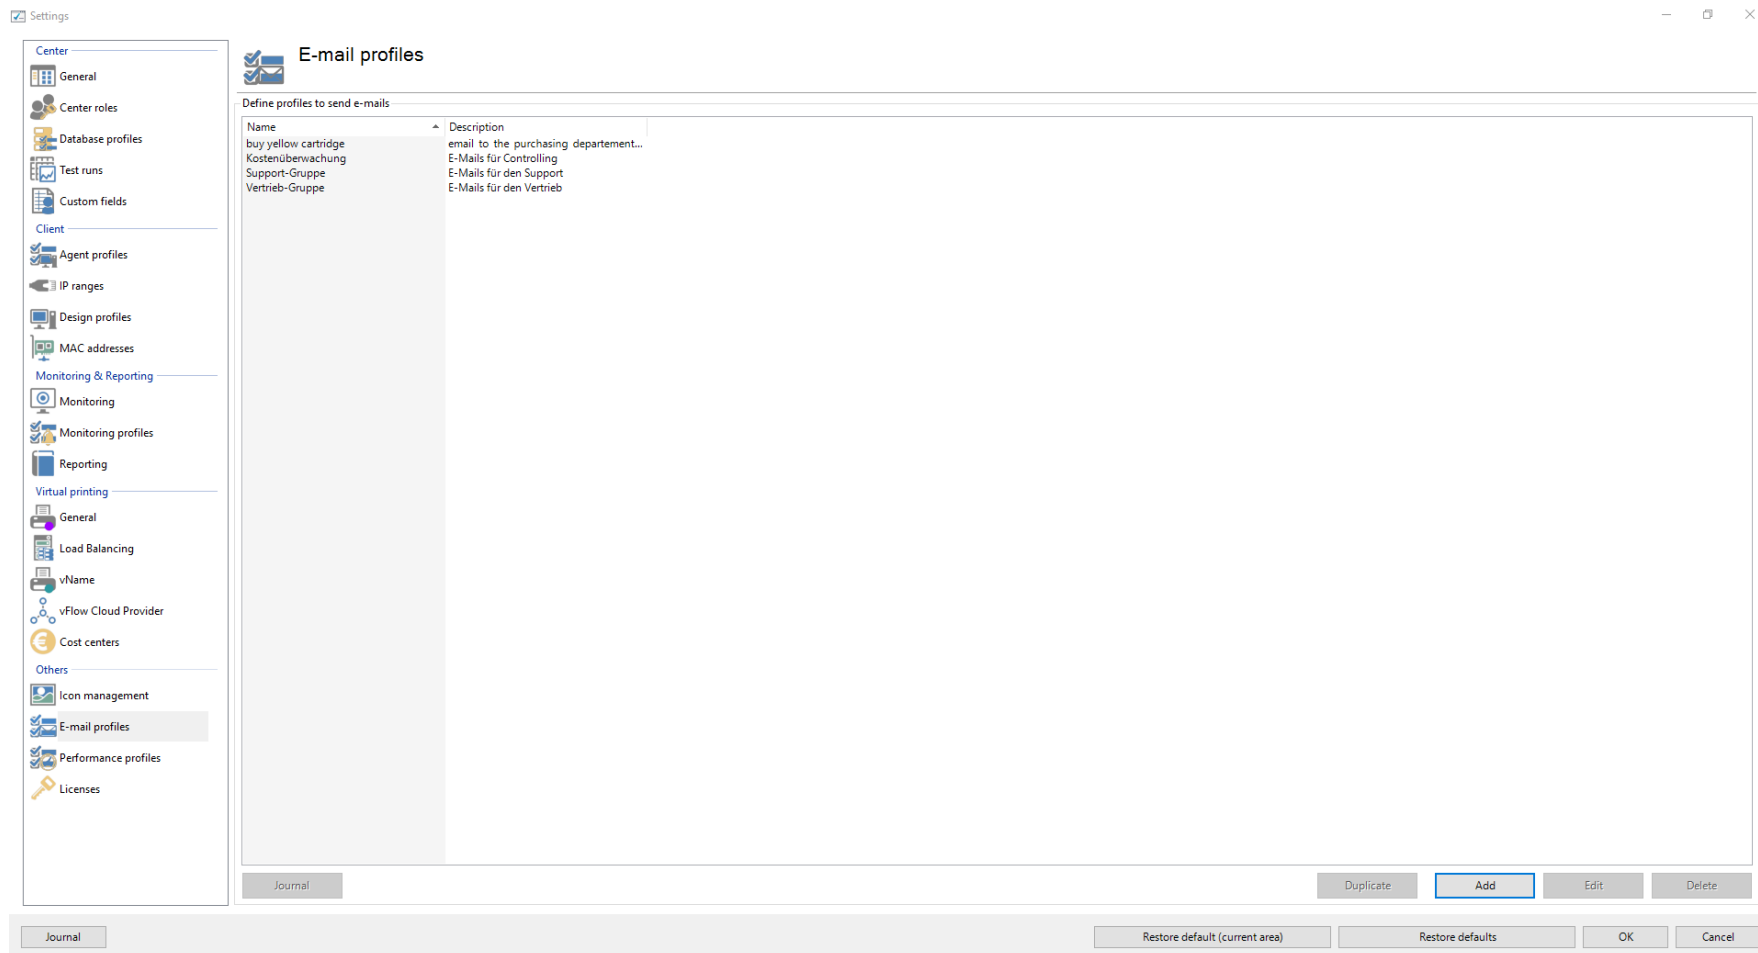 Settings
Center
General
Center roles
Database profiles
Test runs
Custom fields
Client
Agent profiles
IP ranges
Design profiles
MAC addresses
Monitoring & Reporting
Monitoring
Monitoring profiles
Reporting
Virtual printing
General
Load Balancing
vName
vFlow Cloud Provider
Cost centers
Others
Icon management
E-mail profiles
Performance profiles
Licenses
E-mail profiles
Define profiles to send e-mails
Name Description
buy yellow cartridge email to the purchasing departement...
Kostenüberwachung E-Mails für Controlling
Support-Gruppe E-Mails für den Support
Vertrieb-Gruppe E-Mails für den Vertrieb
Journal Duplicate Add Edit Delete
Journal Restore default (current area) Restore defaults OK Cancel